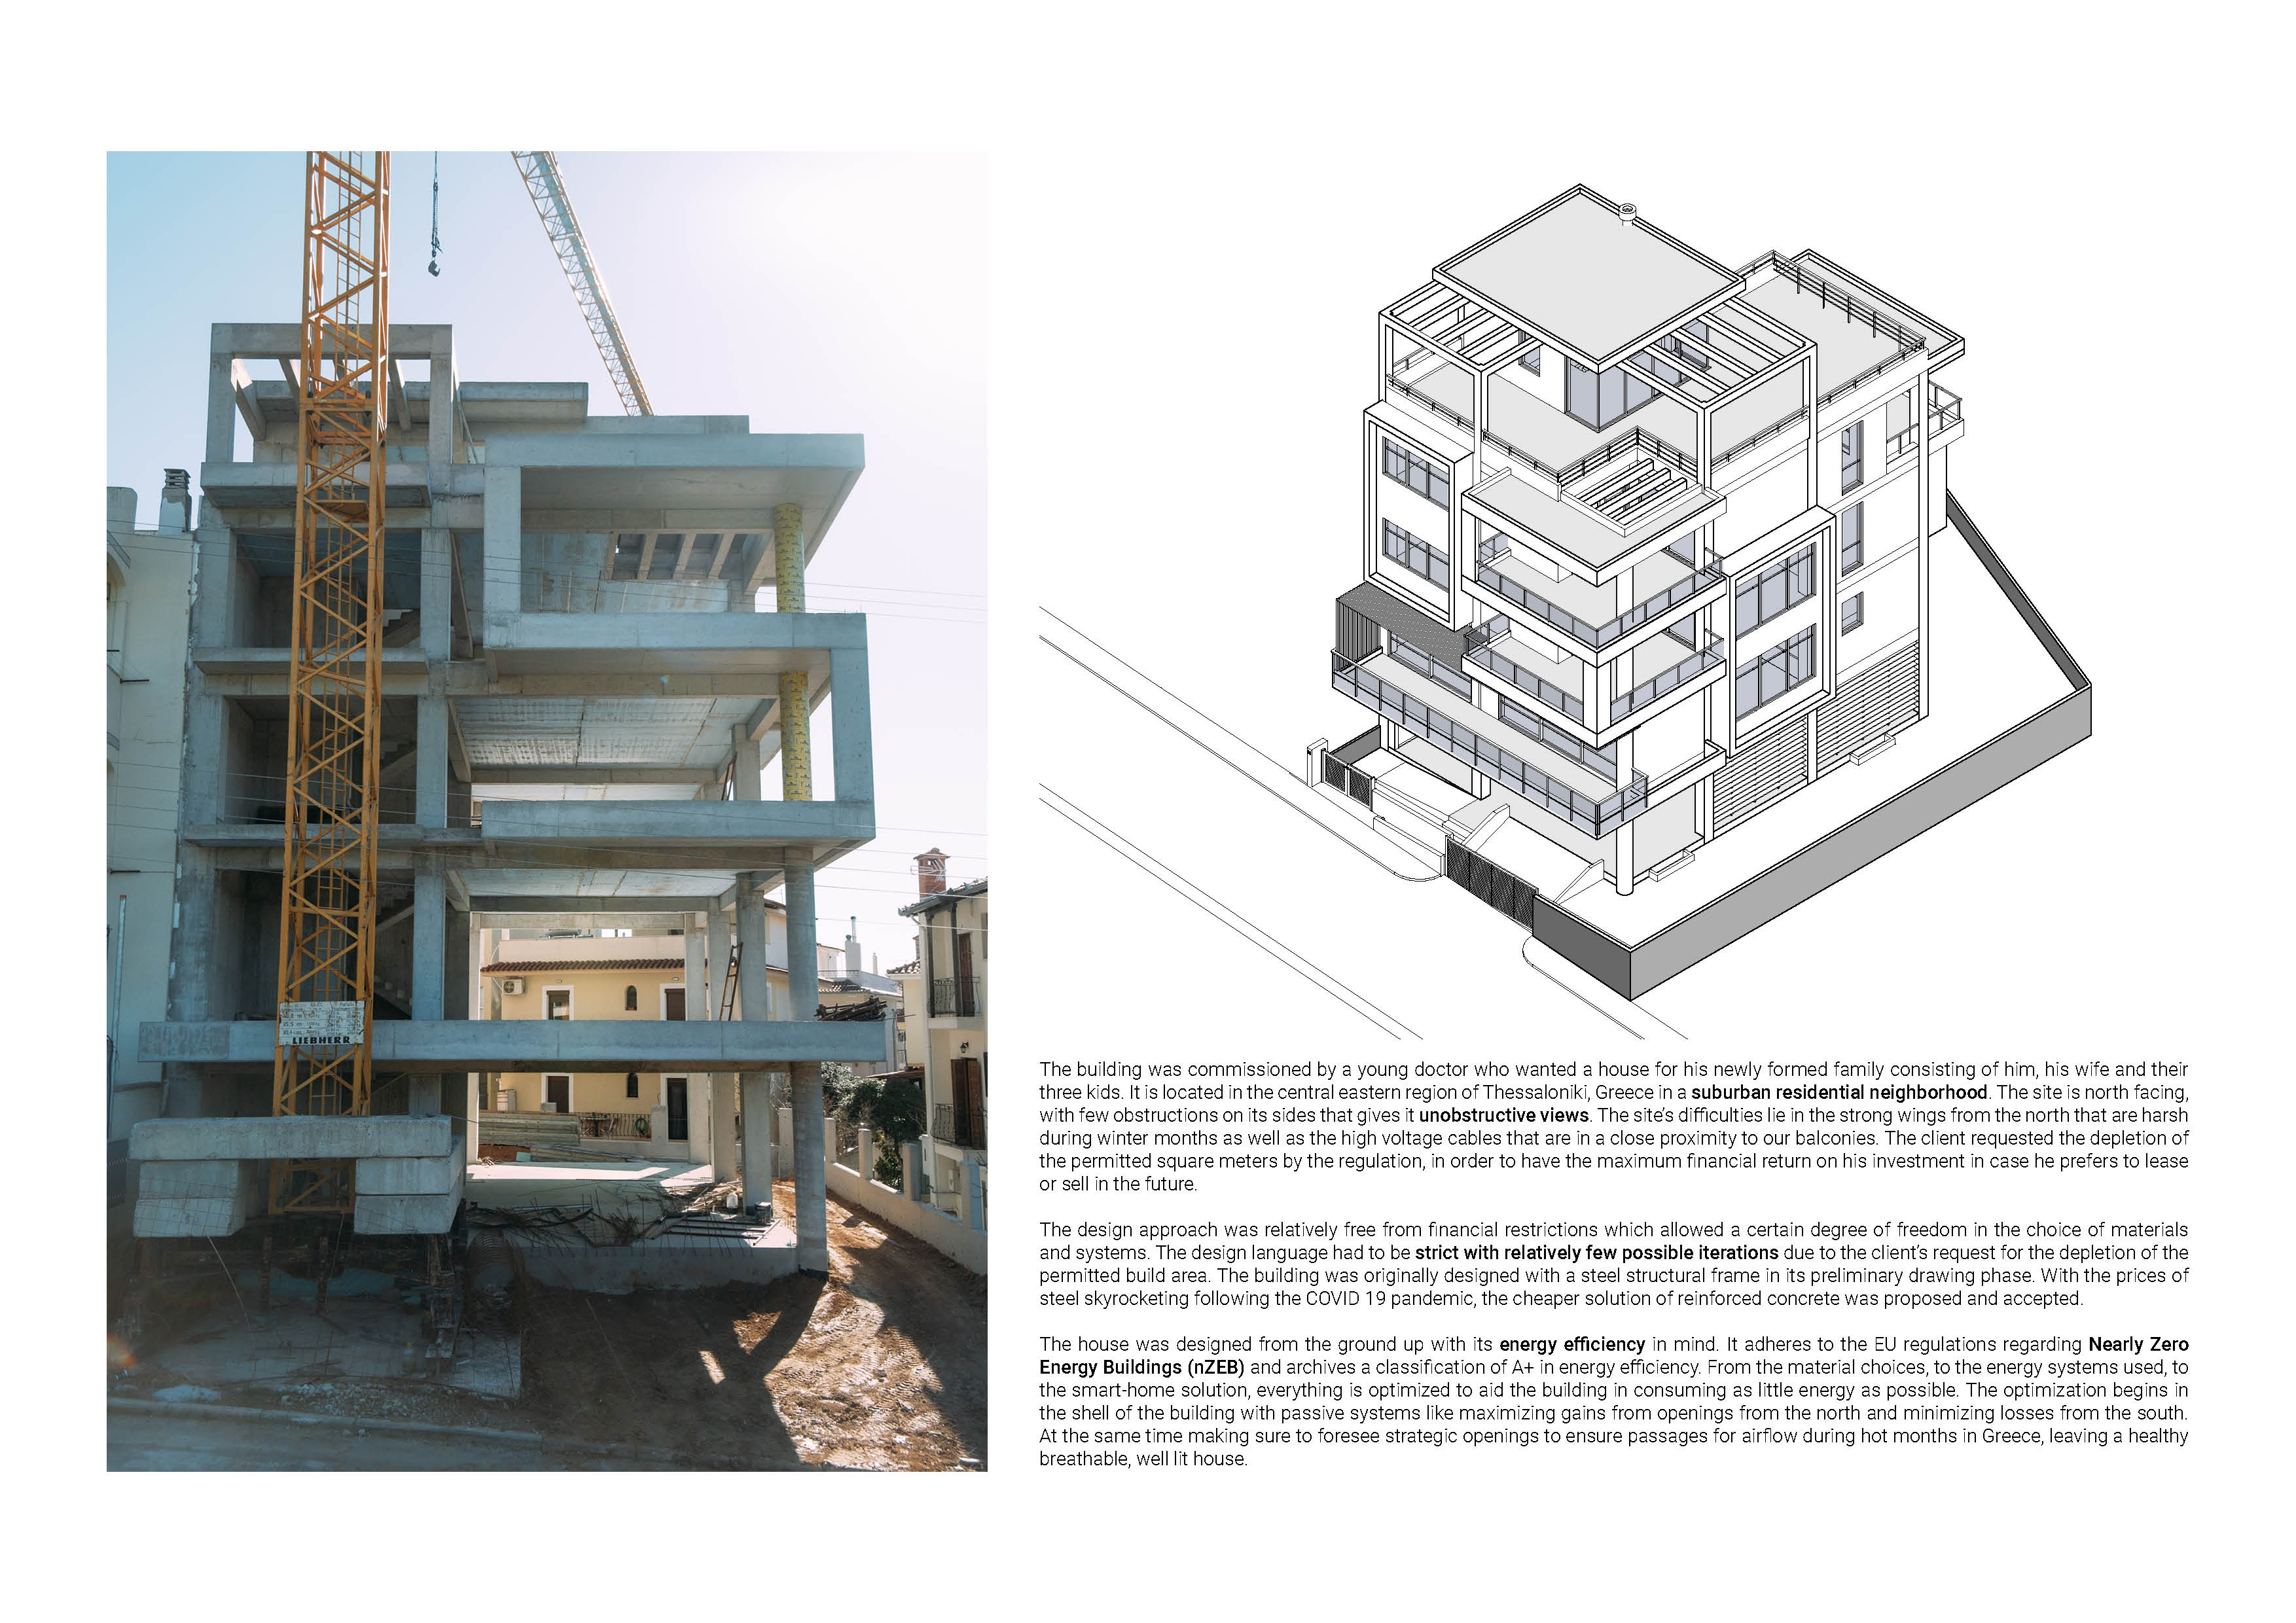 LIEBHERR
The building was commissioned by a young doctor who wanted a house for his newly formed family consisting of him, his wife and their
three kids. It is located in the central eastern region of Thessaloniki, Greece in a suburban residential neighborhood. The site is north facing,
with few obstructions on its sides that gives it unobstructive views. The site's difficulties lie in the strong wings from the north that are harsh
during winter months as well as the high voltage cables that are in a close proximity to our balconies. The client requested the depletion of
the permitted square meters by the regulation, in order to have the maximum financial return on his investment in case he prefers to lease
or sell in the future.
The design approach was relatively free from financial restrictions which allowed a certain degree of freedom in the choice of materials
and systems. The design language had to be strict with relatively few possible iterations due to the client's request for the depletion of the
permitted build area. The building was originally designed with a steel structural frame in its preliminary drawing phase. With the prices of
steel skyrocketing following the COVID 19 pandemic, the cheaper solution of reinforced concrete was proposed and accepted.
The house was designed from the ground up with its energy efficiency in mind. It adheres to the EU regulations regarding Nearly Zero
Energy Buildings (nZEB) and archives a classification of A+ in energy efficiency. From the material choices, to the energy systems used, to
the smart-home solution, everything is optimized to aid the building in consuming as little energy as possible. The optimization begins in
the shell of the building with passive systems like maximizing gains from openings from the north and minimizing losses from the south.
At the same time making sure to foresee strategic openings to ensure passages for airflow during hot months in Greece, leaving a healthy
breathable, well lit house.